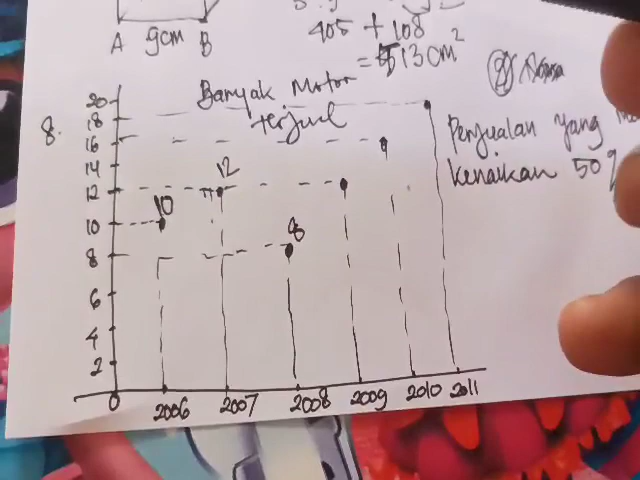 A 9cm B
405 + 108
= 513 cm²
8.
Banyak Motor
terjual
20
18
16
14
12
10
8
6
4
2
0
10
12
8
2006 2007 2008 2009 2010 2011
Penjualan yang
kenaikan 50